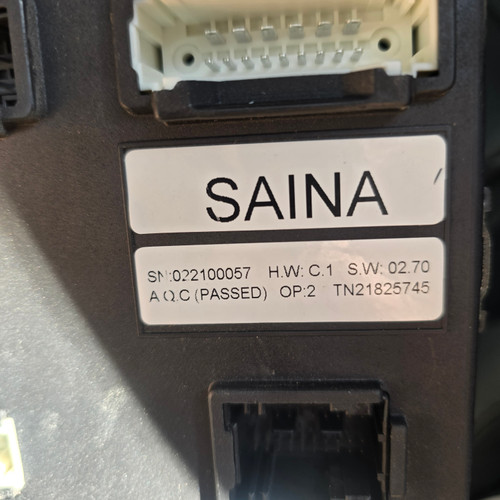 SAINA
SN:022100057 H.W: C.1 S.W: 02.70
A.Q.C (PASSED) OP:2 TN21825745